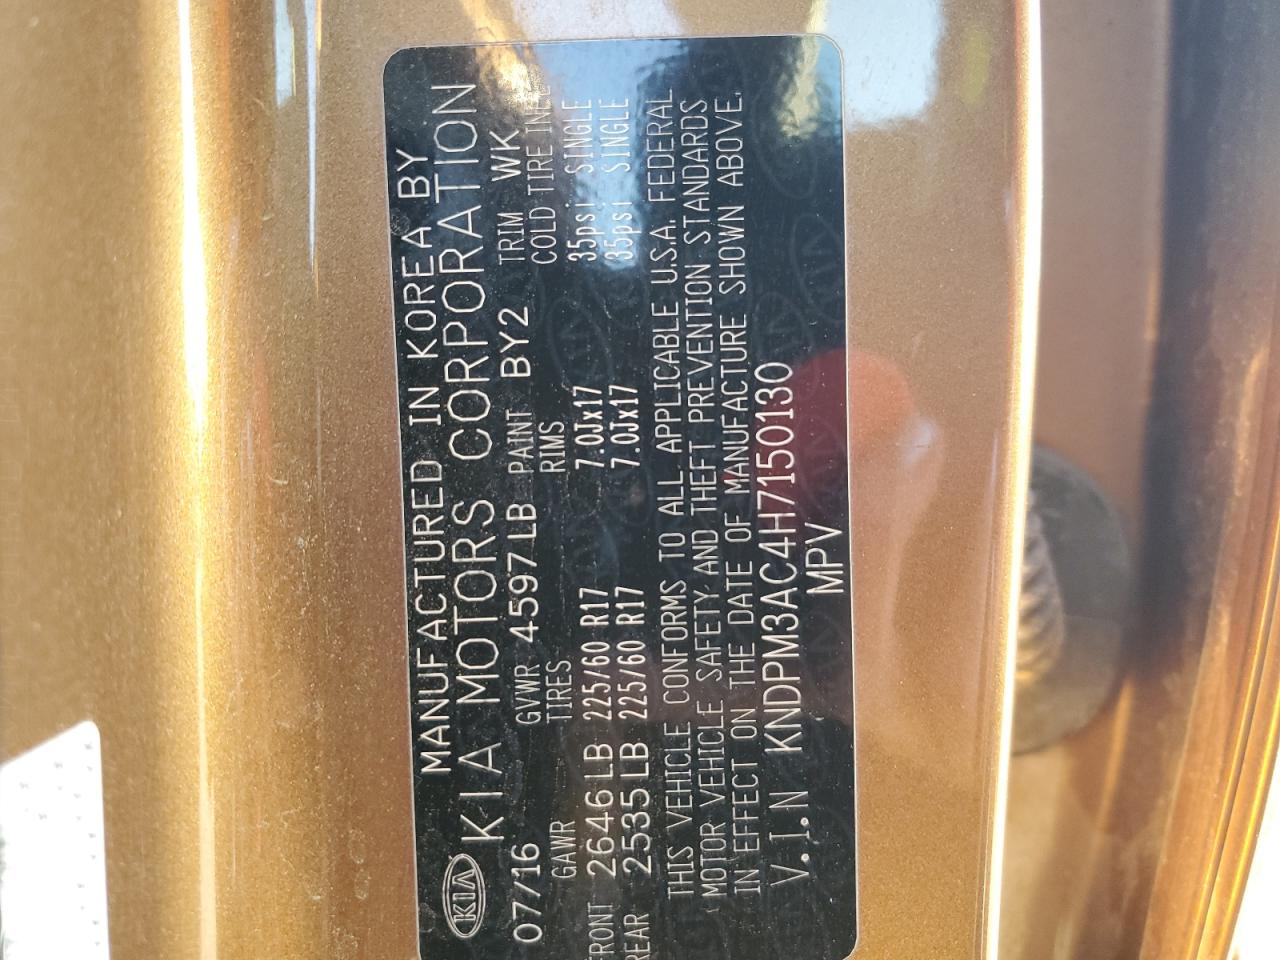 MANUFACTURED IN KOREA BY
KIA KIA MOTORS CORPORATION
07/16 GVWR 4597LB PAINT BY2 TRIM WK
GAWR TIRES RIMS COLD TIRE
FRONT 2646LB 225/60 R17 7.0Jx17 35psi SINGLE
REAR 2535LB 225/60 R17 7.0Jx17 35psi SINGLE
THIS VEHICLE CONFORMS TO ALL APPLICABLE U.S.A. FEDERAL
MOTOR VEHICLE SAFETY AND THEFT PREVENTION STANDARDS
IN EFFECT ON THE DATE OF MANUFACTURE SHOWN ABOVE.
V.I.N KNDPM3AC4H7150130
MPV